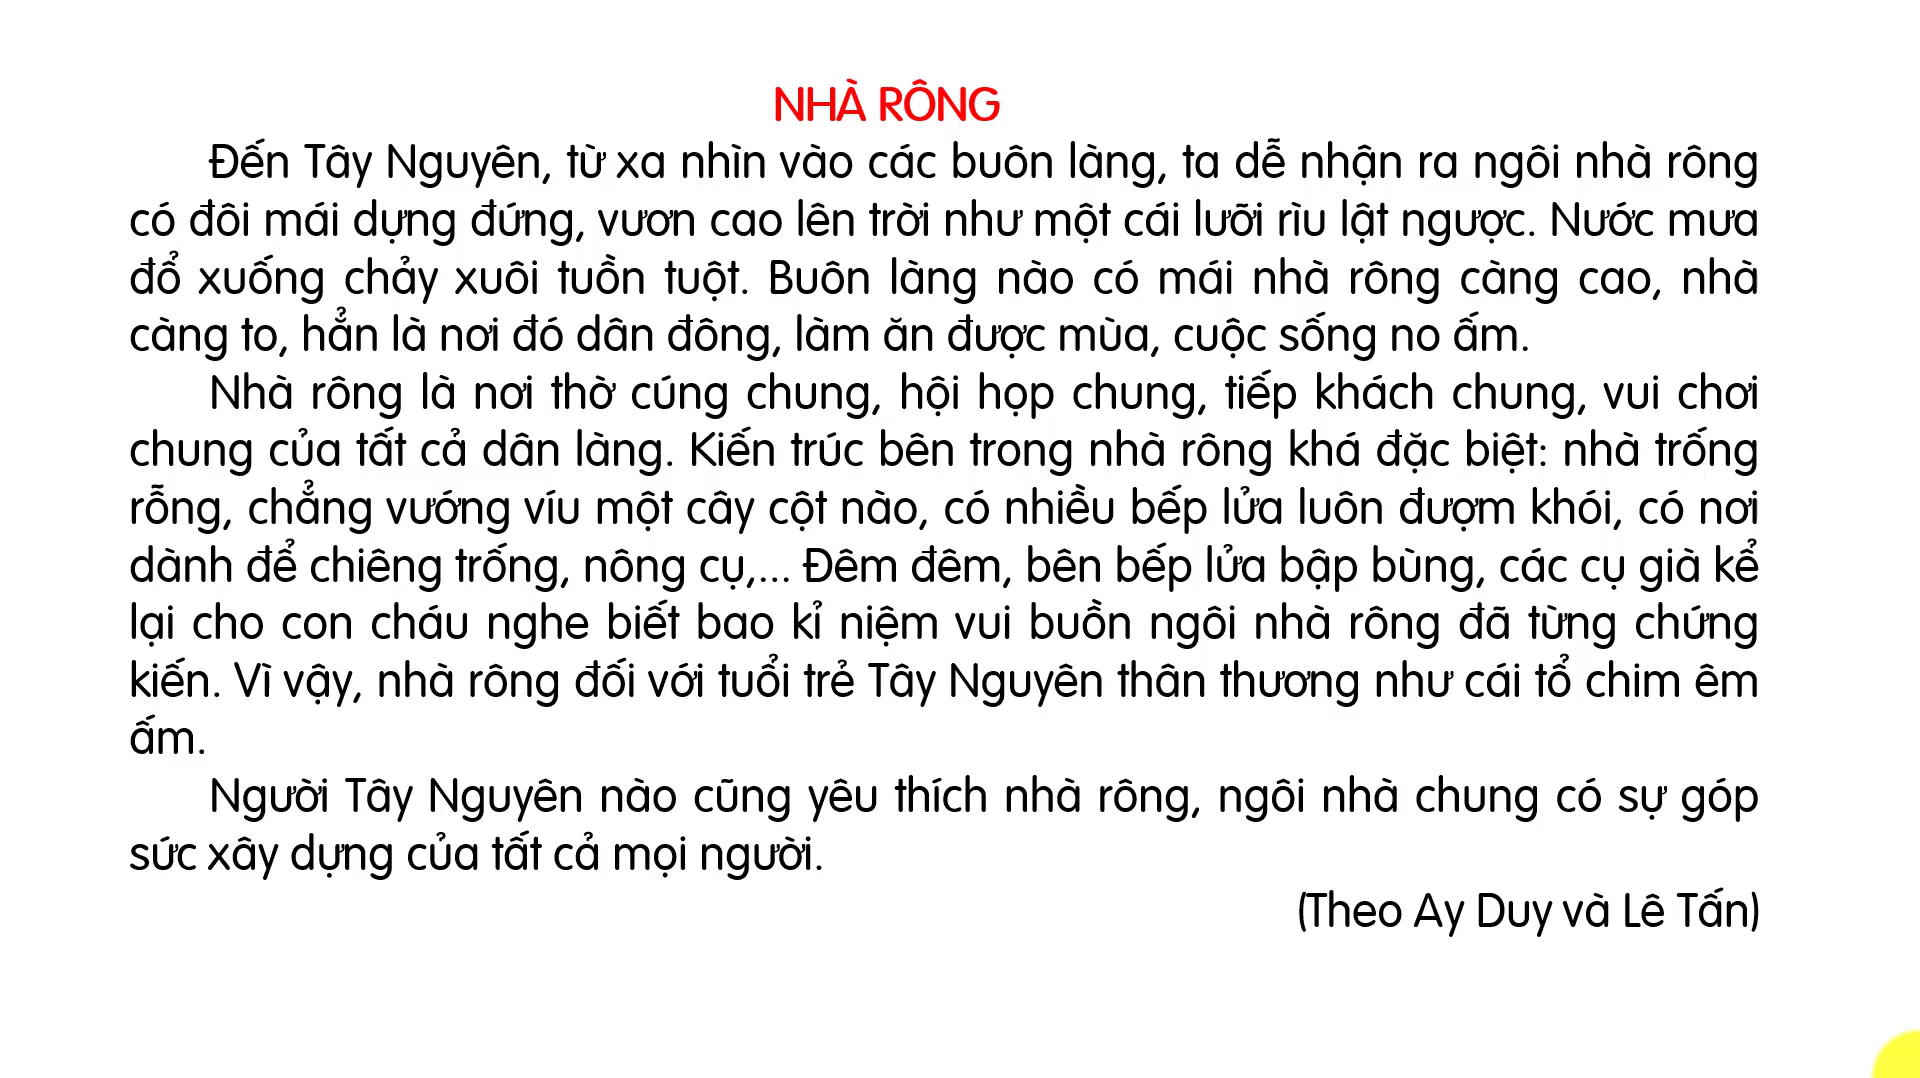 NHÀ RÔNG
Đến Tây Nguyên, từ xa nhìn vào các buôn làng, ta dễ nhận ra ngôi nhà rông
có đôi mái dựng đứng, vươn cao lên trời như một cái lưỡi rìu lật ngược. Nước mưa
đổ xuống chảy xuôi tuồn tuột. Buôn làng nào có mái nhà rông càng cao, nhà
càng to, hẳn là nơi đó dân đông, làm ăn được mùa, cuộc sống no ấm.
Nhà rông là nơi thờ cúng chung, hội họp chung, tiếp khách chung, vui chơi
chung của tất cả dân làng. Kiến trúc bên trong nhà rông khá đặc biệt: nhà trống
rỗng, chẳng vướng víu một cây cột nào, có nhiều bếp lửa luôn đượm khói, có nơi
dành để chiêng trống, nông cụ,... Đêm đêm, bên bếp lửa bập bùng, các cụ già kể
lại cho con cháu nghe biết bao kỉ niệm vui buồn ngôi nhà rông đã từng chứng
kiến. Vì vậy, nhà rông đối với tuổi trẻ Tây Nguyên thân thương như cái tổ chim êm
ấm.
Người Tây Nguyên nào cũng yêu thích nhà rông, ngôi nhà chung có sự góp
sức xây dựng của tất cả mọi người.
(Theo Ay Duy và Lê Tấn)